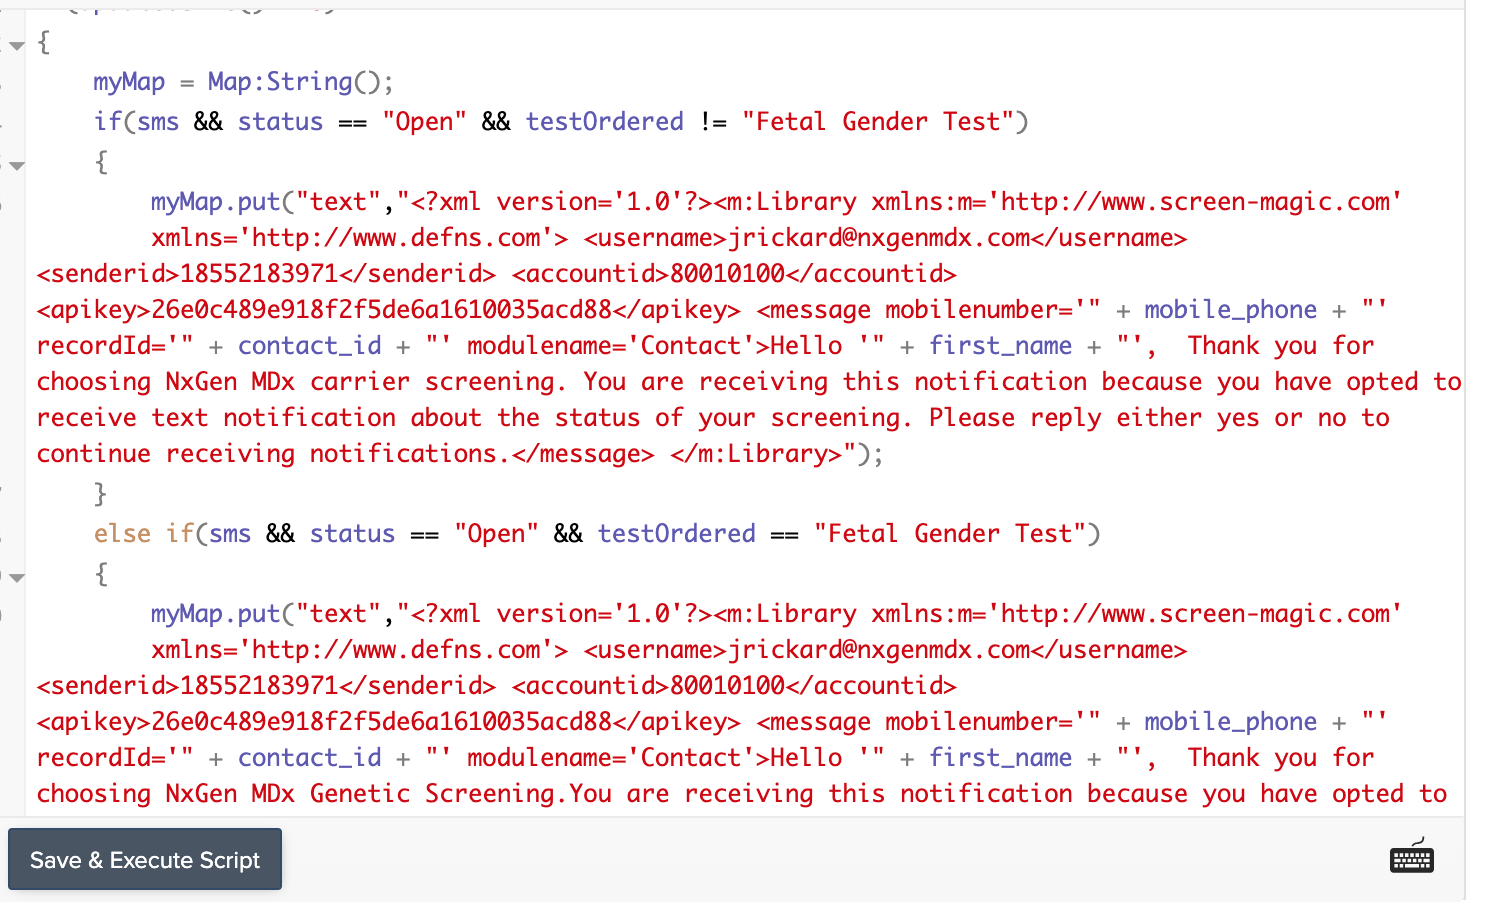 {
myMap = Map:String();
if(sms && status == "Open" && testOrdered != "Fetal Gender Test")
{
myMap.put("text","<?xml version='1.0'?><m:Library xmlns:m='http://www.screen-magic.com'
xmlns='http://www.defns.com'> <username>jrickard@nxgenmdx.com</username>
<senderid>18552183971</senderid> <accountid>80010100</accountid>
<apikey>26e0c489e918f2f5de6a1610035acd88</apikey> <message mobilenumber='" + mobile_phone + "'
recordId='" + contact_id + "' modulename='Contact'>Hello '" + first_name + "',  Thank you for
choosing NxGen MDx carrier screening. You are receiving this notification because you have opted to
receive text notification about the status of your screening. Please reply either yes or no to
continue receiving notifications.</message> </m:Library>");
}
else if(sms && status == "Open" && testOrdered == "Fetal Gender Test")
{
myMap.put("text","<?xml version='1.0'?><m:Library xmlns:m='http://www.screen-magic.com'
xmlns='http://www.defns.com'> <username>jrickard@nxgenmdx.com</username>
<senderid>18552183971</senderid> <accountid>80010100</accountid>
<apikey>26e0c489e918f2f5de6a1610035acd88</apikey> <message mobilenumber='" + mobile_phone + "'
recordId='" + contact_id + "' modulename='Contact'>Hello '" + first_name + "',  Thank you for
choosing NxGen MDx Genetic Screening.You are receiving this notification because you have opted to
Save & Execute Script